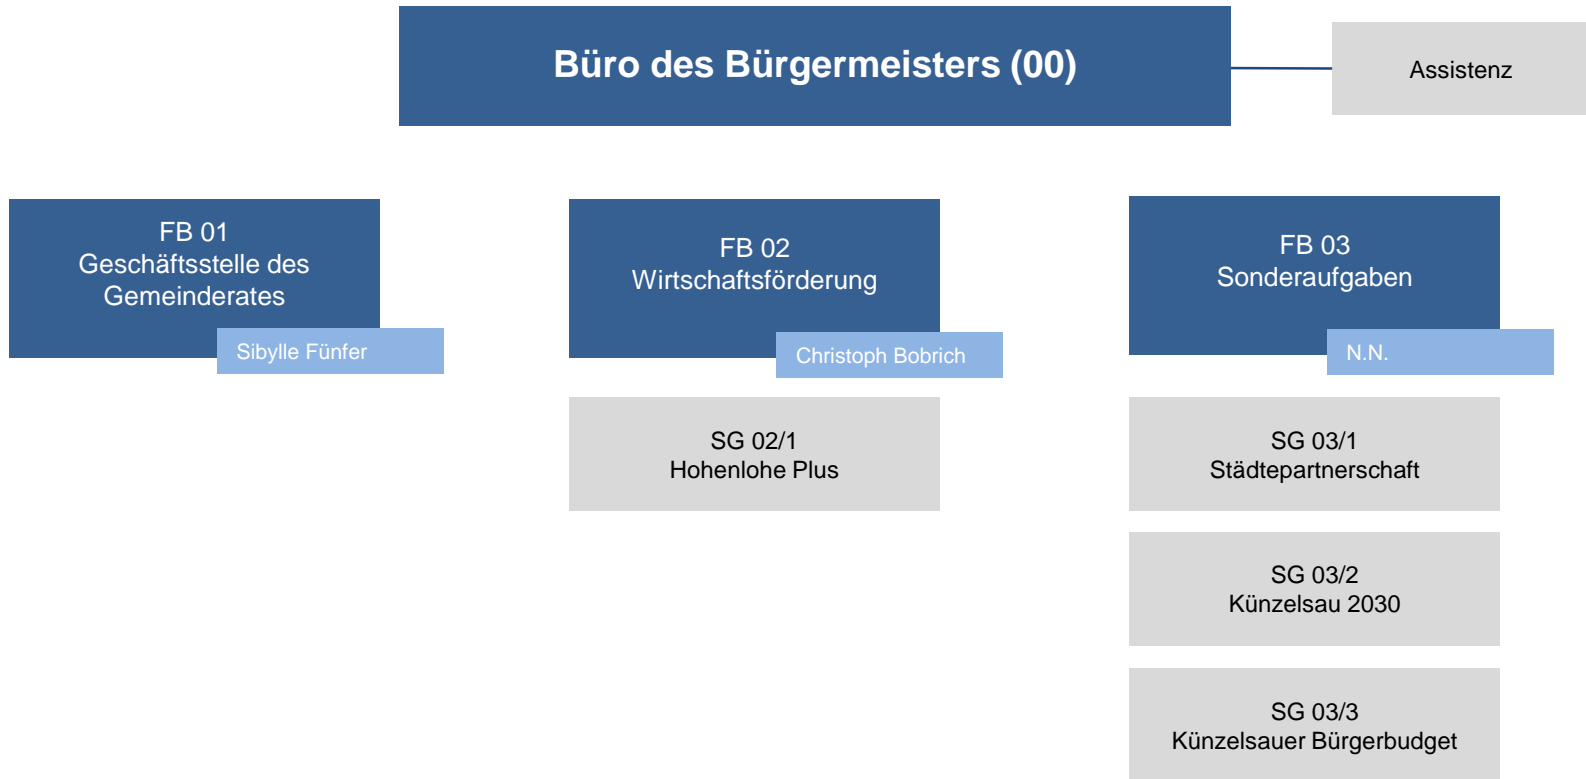 Büro des Bürgermeisters (00)
Assistenz
FB 01
Geschäftsstelle des
Gemeinderates
Sibylle Fünfer
FB 02
Wirtschaftsförderung
Christoph Bobrich
FB 03
Sonderaufgaben
N.N.
SG 02/1
Hohenlohe Plus
SG 03/1
Städtepartnerschaft
SG 03/2
Künzelsau 2030
SG 03/3
Künzelsauer Bürgerbudget